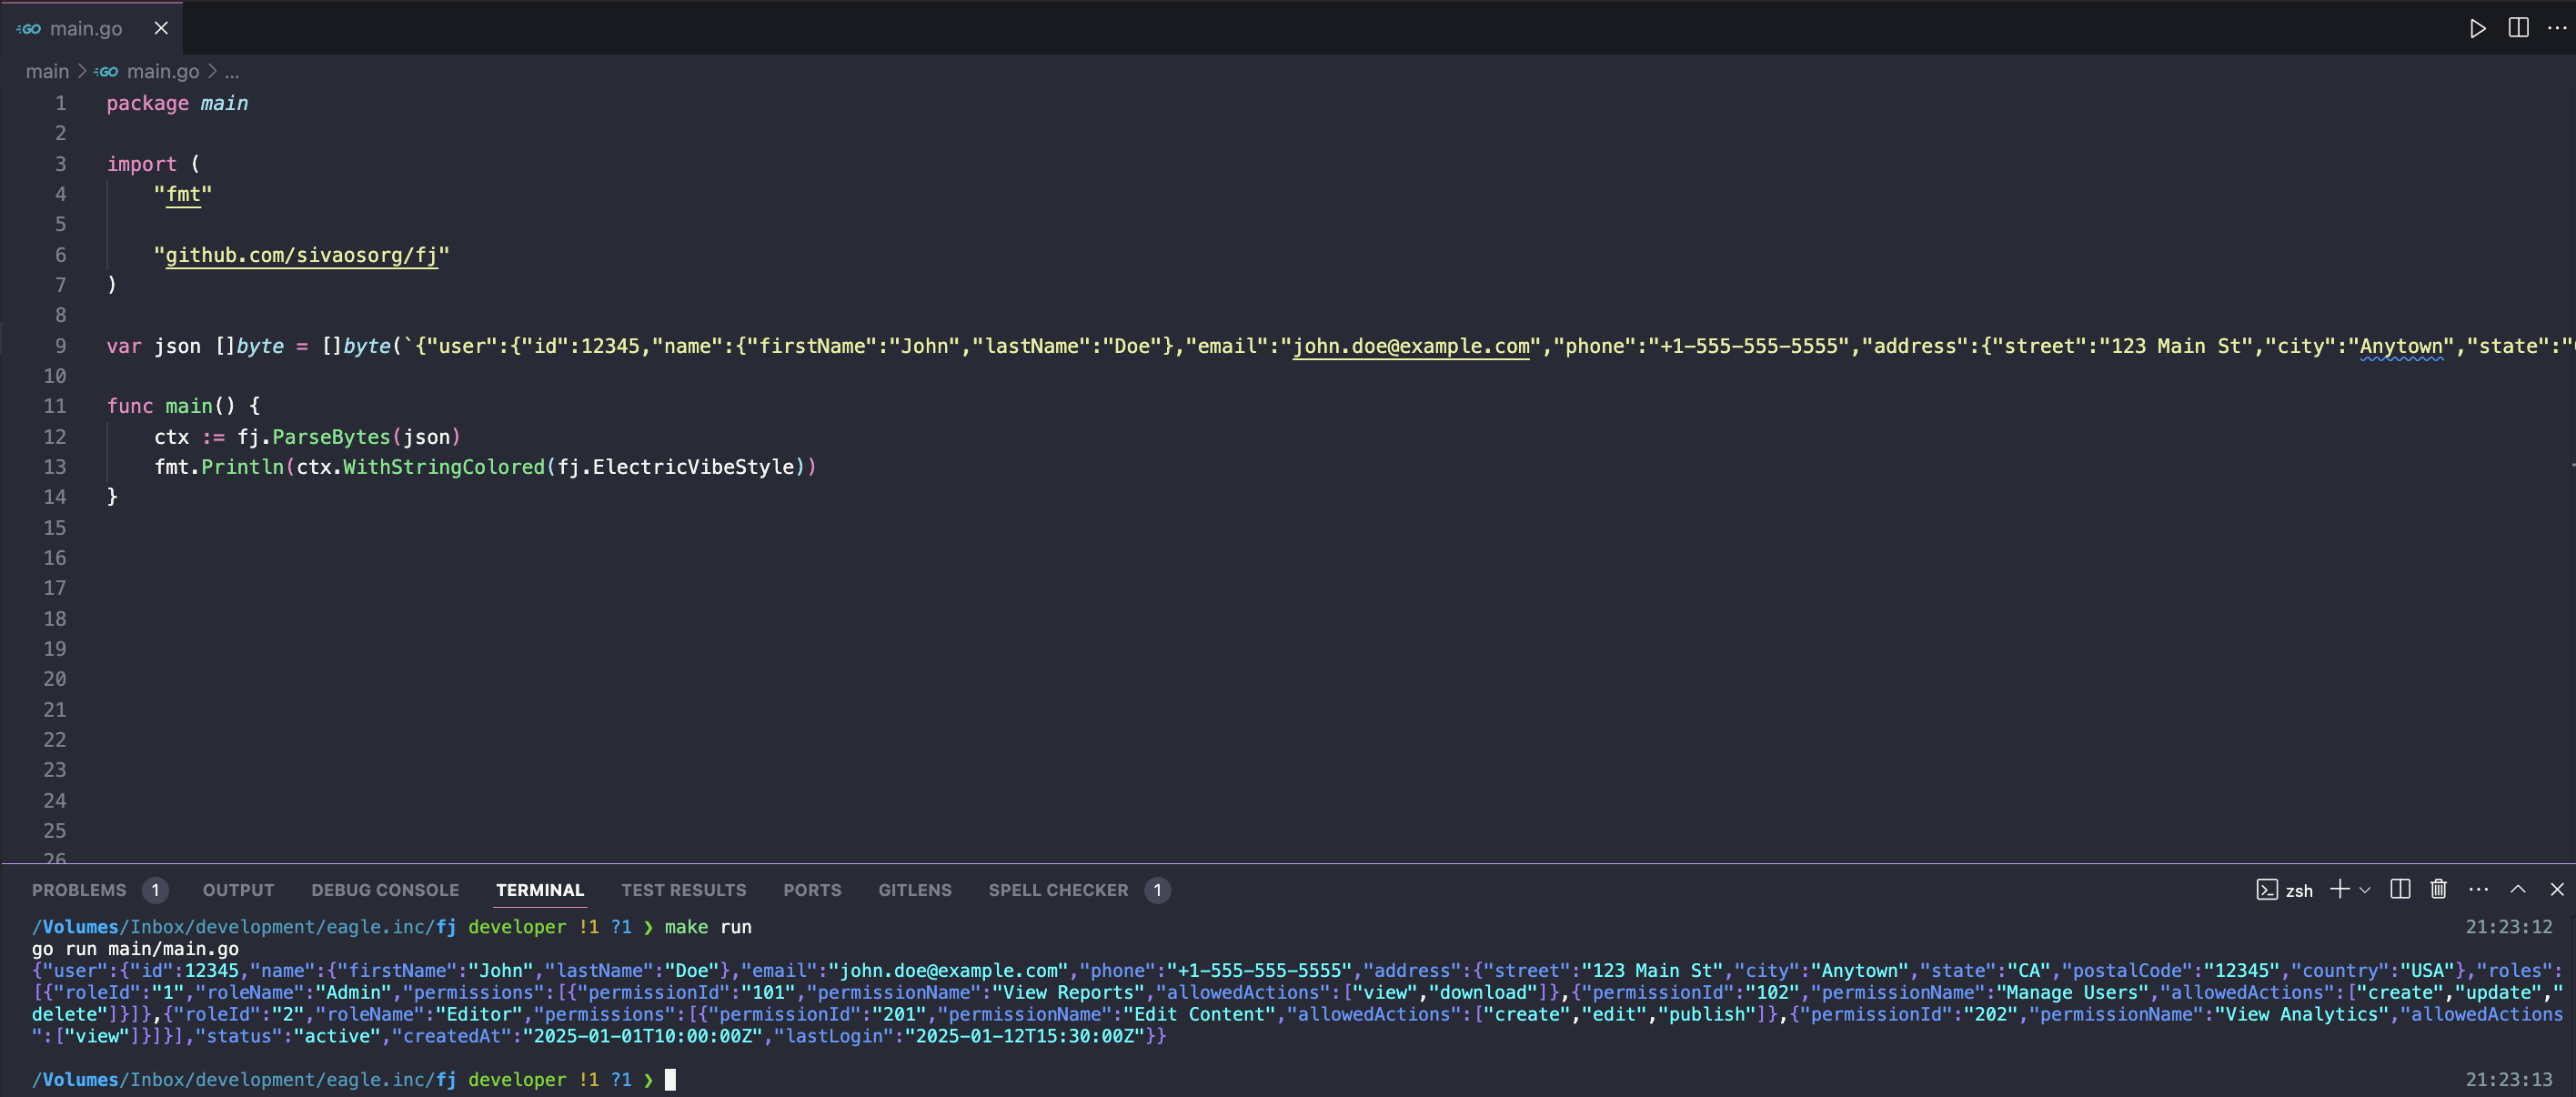 GO main.go
main > GO main.go > ...
1 package main
2
3 import (
4 "fmt"
5
6 "github.com/sivaosorg/fj"
7 )
8
9 var json []byte = []byte(`{"user":{"id":12345,"name":{"firstName":"John","lastName":"Doe"},"email":"john.doe@example.com","phone":"+1-555-555-5555","address":{"street":"123 Main St","city":"Anytown","state":"
10
11 func main() {
12 ctx := fj.ParseBytes(json)
13 fmt.Println(ctx.WithStringColored(fj.ElectricVibeStyle))
14 }
15
16
17
18
19
20
21
22
23
24
25
26
PROBLEMS 1 OUTPUT DEBUG CONSOLE TERMINAL TEST RESULTS PORTS GITLENS SPELL CHECKER 1 zsh
/Volumes/Inbox/development/eagle.inc/fj developer !1 ?1 ❯ make run 21:23:12
go run main/main.go
{"user":{"id":12345,"name":{"firstName":"John","lastName":"Doe"},"email":"john.doe@example.com","phone":"+1-555-555-5555","address":{"street":"123 Main St","city":"Anytown","state":"CA","postalCode":"12345","country":"USA"},"roles":
[{"roleId":"1","roleName":"Admin","permissions":[{"permissionId":"101","permissionName":"View Reports","allowedActions":["view","download"]},{"permissionId":"102","permissionName":"Manage Users","allowedActions":["create","update","
delete"]}]},{"roleId":"2","roleName":"Editor","permissions":[{"permissionId":"201","permissionName":"Edit Content","allowedActions":["create","edit","publish"]},{"permissionId":"202","permissionName":"View Analytics","allowedActions
":["view"]}]}],"status":"active","createdAt":"2025-01-01T10:00:00Z","lastLogin":"2025-01-12T15:30:00Z"}}
/Volumes/Inbox/development/eagle.inc/fj developer !1 ?1 ❯ 21:23:13